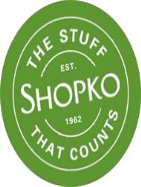 THE STUFF
EST.
SHOPKO
1962
THAT COUNTS